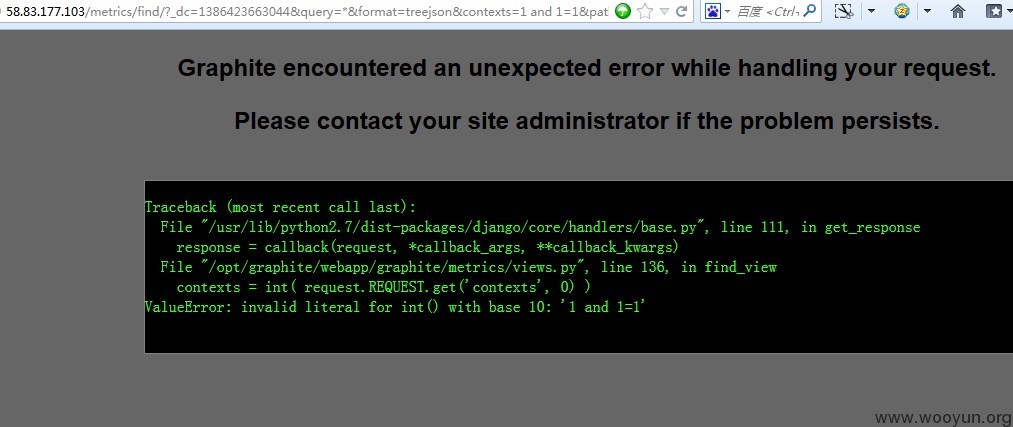 58.83.177.103/metrics/find/?_dc=1386423663044&query=*&format=treejson&contexts=1 and 1=1&pat
百度 <Ctrl+
Graphite encountered an unexpected error while handling your request.
Please contact your site administrator if the problem persists.
Traceback (most recent call last):
File "/usr/lib/python2.7/dist-packages/django/core/handlers/base.py", line 111, in get_response
response = callback(request, *callback_args, **callback_kwargs)
File "/opt/graphite/webapp/graphite/metrics/views.py", line 136, in find_view
contexts = int( request.REQUEST.get('contexts', 0) )
ValueError: invalid literal for int() with base 10: '1 and 1=1'
www.wooyun.org